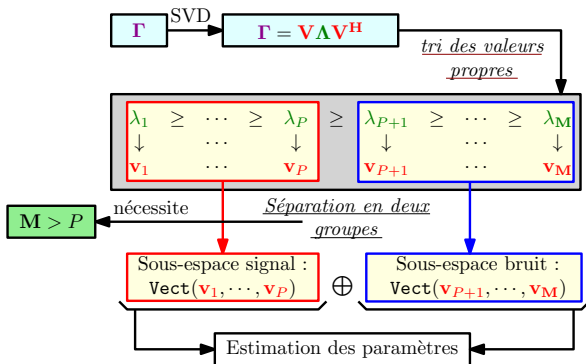 Γ SVD Γ = VΛV^H
tri des valeurs
propres
λ_1 ≥ ⋯ ≥ λ_P ≥ λ_{P+1} ≥ ⋯ ≥ λ_M
↓ ⋯ ↓ ↓ ⋯ ↓
v_1 ⋯ v_P v_{P+1} ⋯ v_M
M > P nécessite Séparation en deux
groupes
Sous-espace signal :
Vect(v_1, ⋯, v_P)
⊕
Sous-espace bruit :
Vect(v_{P+1}, ⋯, v_M)
Estimation des paramètres